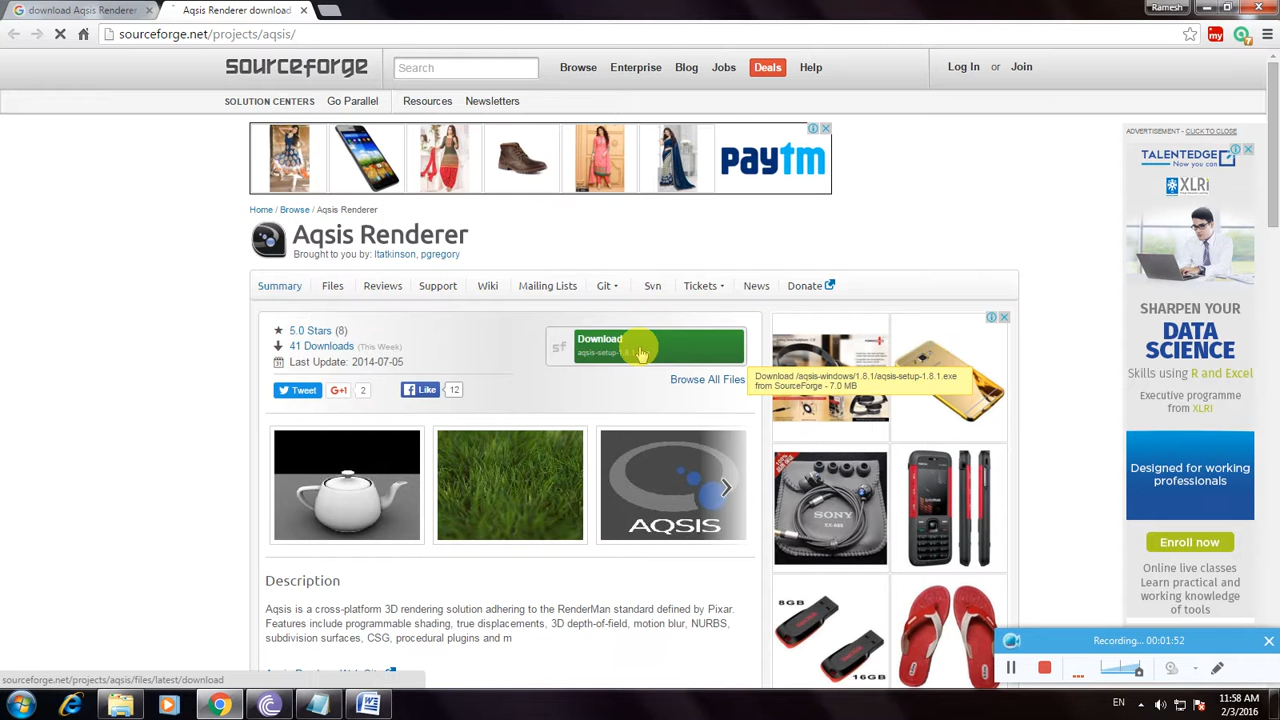 download Aqsis Renderer
Aqsis Renderer download
Ramesh
sourceforge.net/projects/aqsis/
my
7
sourceforge
Search
Browse
Enterprise
Blog
Jobs
Deals
Help
Log In or Join
SOLUTION CENTERS
Go Parallel
Resources
Newsletters
paytm
ADVERTISEMENT - CLICK TO CLOSE
TALENTEDGE
Now you can
XLRi
Home / Browse / Aqsis Renderer
Aqsis Renderer
Brought to you by: ltatkinson, pgregory
Summary
Files
Reviews
Support
Wiki
Mailing Lists
Git
Svn
Tickets
News
Donate
5.0 Stars (8)
41 Downloads (This Week)
Last Update: 2014-07-05
Tweet
2
Like
12
sf
Download
Browse All Files
Download /aqsis-windows/1.8.1/aqsis-setup-1.8.1.exe
from SourceForge - 7.0 MB
SHARPEN YOUR
DATA
SCIENCE
Skills using R and Excel
Executive programme
from XLRI
Designed for working
professionals
Enroll now
Online live classes
Learn practical and
working knowledge
of tools
AQSIS
SONY
8GB
16GB
Description
Aqsis is a cross-platform 3D rendering solution adhering to the RenderMan standard defined by Pixar.
Features include programmable shading, true displacements, 3D depth-of-field, motion blur, NURBS,
subdivision surfaces, CSG, procedural plugins and m
Recording... 00:01:52
sourceforge.net/projects/aqsis/files/latest/download
EN
11:58 AM
2/3/2016